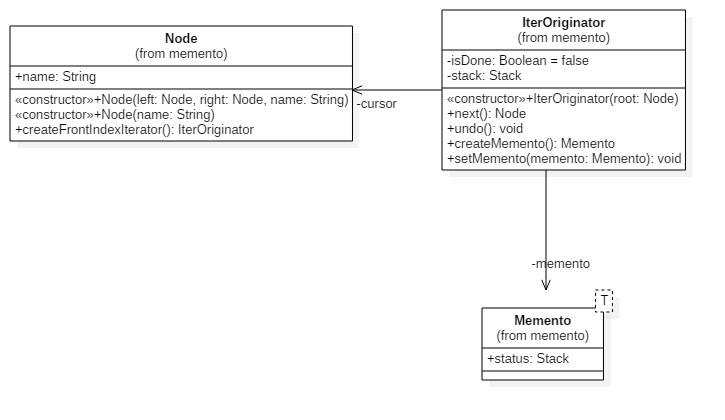 Node
(from memento)
+name: String
«constructor»+Node(left: Node, right: Node, name: String)
«constructor»+Node(name: String)
+createFrontIndexIterator(): IterOriginator
-cursor
IterOriginator
(from memento)
-isDone: Boolean = false
-stack: Stack
«constructor»+IterOriginator(root: Node)
+next(): Node
+undo(): void
+createMemento(): Memento
+setMemento(memento: Memento): void
-memento
T
Memento
(from memento)
+status: Stack